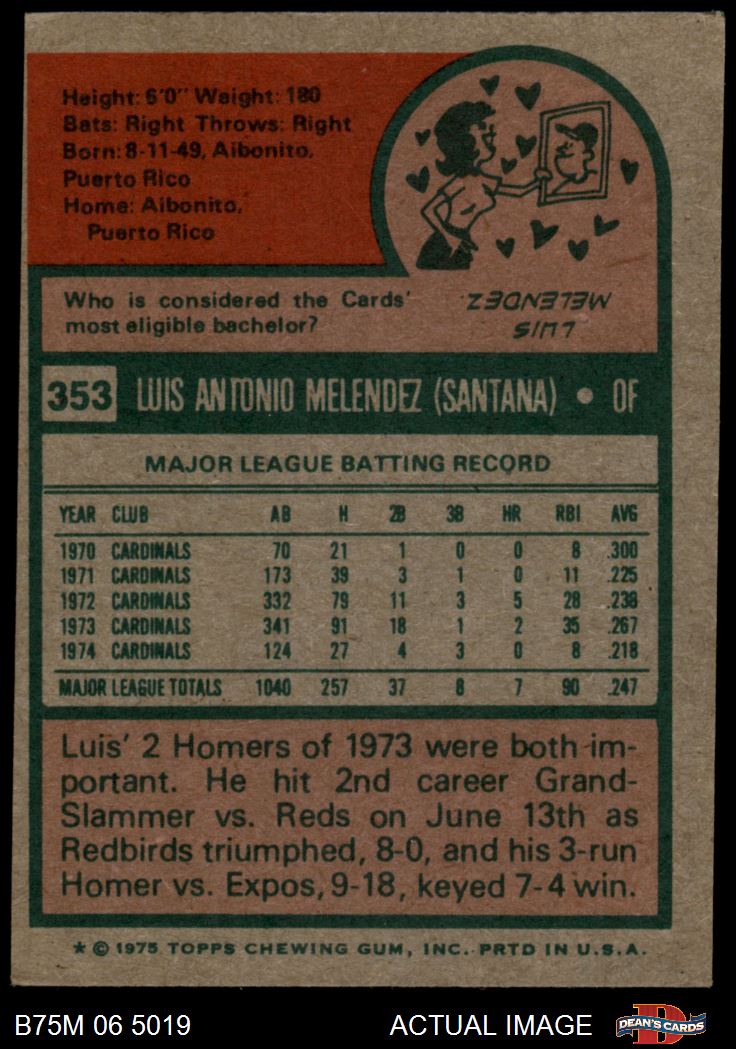 Height: 6'0" Weight: 180
Bats: Right Throws: Right
Born: 8-11-49, Aibonito,
Puerto Rico
Home: Aibonito,
Puerto Rico
Who is considered the Cards'
most eligible bachelor?
LUIS
MELENDEZ
353 LUIS ANTONIO MELENDEZ (SANTANA) • OF
MAJOR LEAGUE BATTING RECORD
YEAR CLUB AB H 2B 3B HR RBI AVG
1970 CARDINALS 70 21 1 0 0 8 .300
1971 CARDINALS 173 39 3 1 0 11 .225
1972 CARDINALS 332 79 11 3 5 28 .238
1973 CARDINALS 341 91 18 1 2 35 .267
1974 CARDINALS 124 27 4 3 0 8 .218
MAJOR LEAGUE TOTALS 1040 257 37 8 7 90 .247
Luis' 2 Homers of 1973 were both im-
portant. He hit 2nd career Grand-
Slammer vs. Reds on June 13th as
Redbirds triumphed, 8-0, and his 3-run
Homer vs. Expos, 9-18, keyed 7-4 win.
* © 1975 TOPPS CHEWING GUM, INC. PRTD IN U.S.A.
B75M 06 5019 ACTUAL IMAGE DEAN'S CARDS